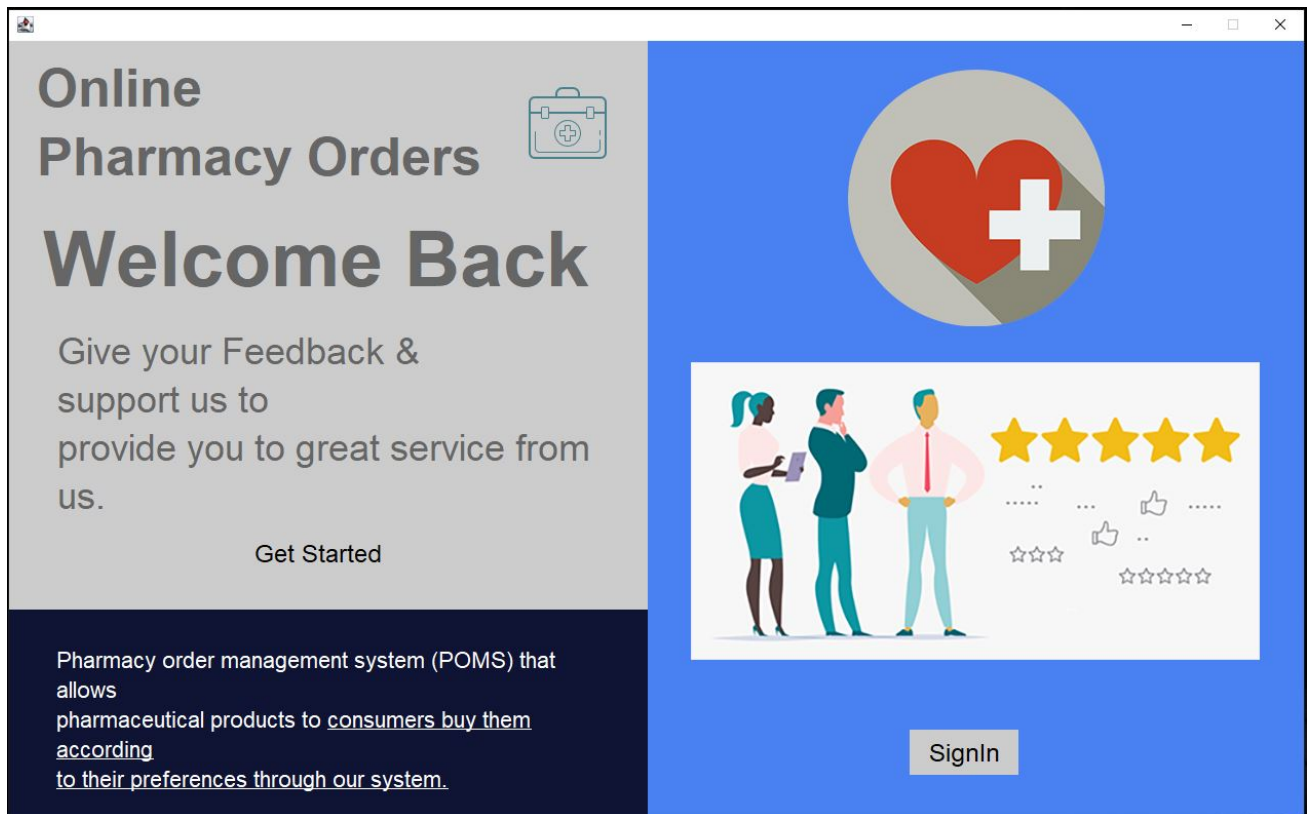 Online
Pharmacy Orders
Welcome Back
Give your Feedback &
support us to
provide you to great service from
us.
Get Started
Pharmacy order management system (POMS) that
allows
pharmaceutical products to consumers buy them
according
to their preferences through our system.
SignIn